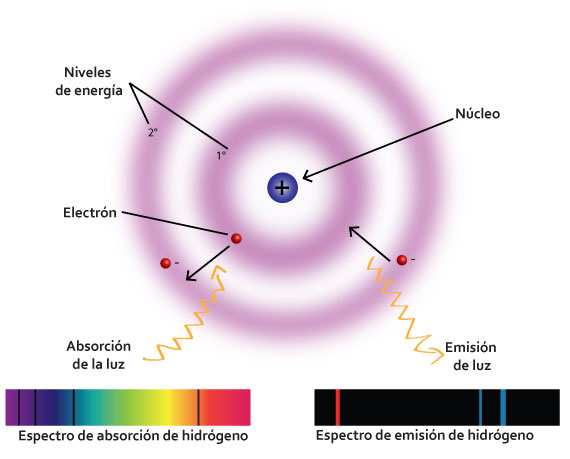 Niveles
de energía
2°
1°
+
Núcleo
Electrón
-
-
Absorción
de la luz
Emisión
de luz
Espectro de absorción de hidrógeno
Espectro de emisión de hidrógeno